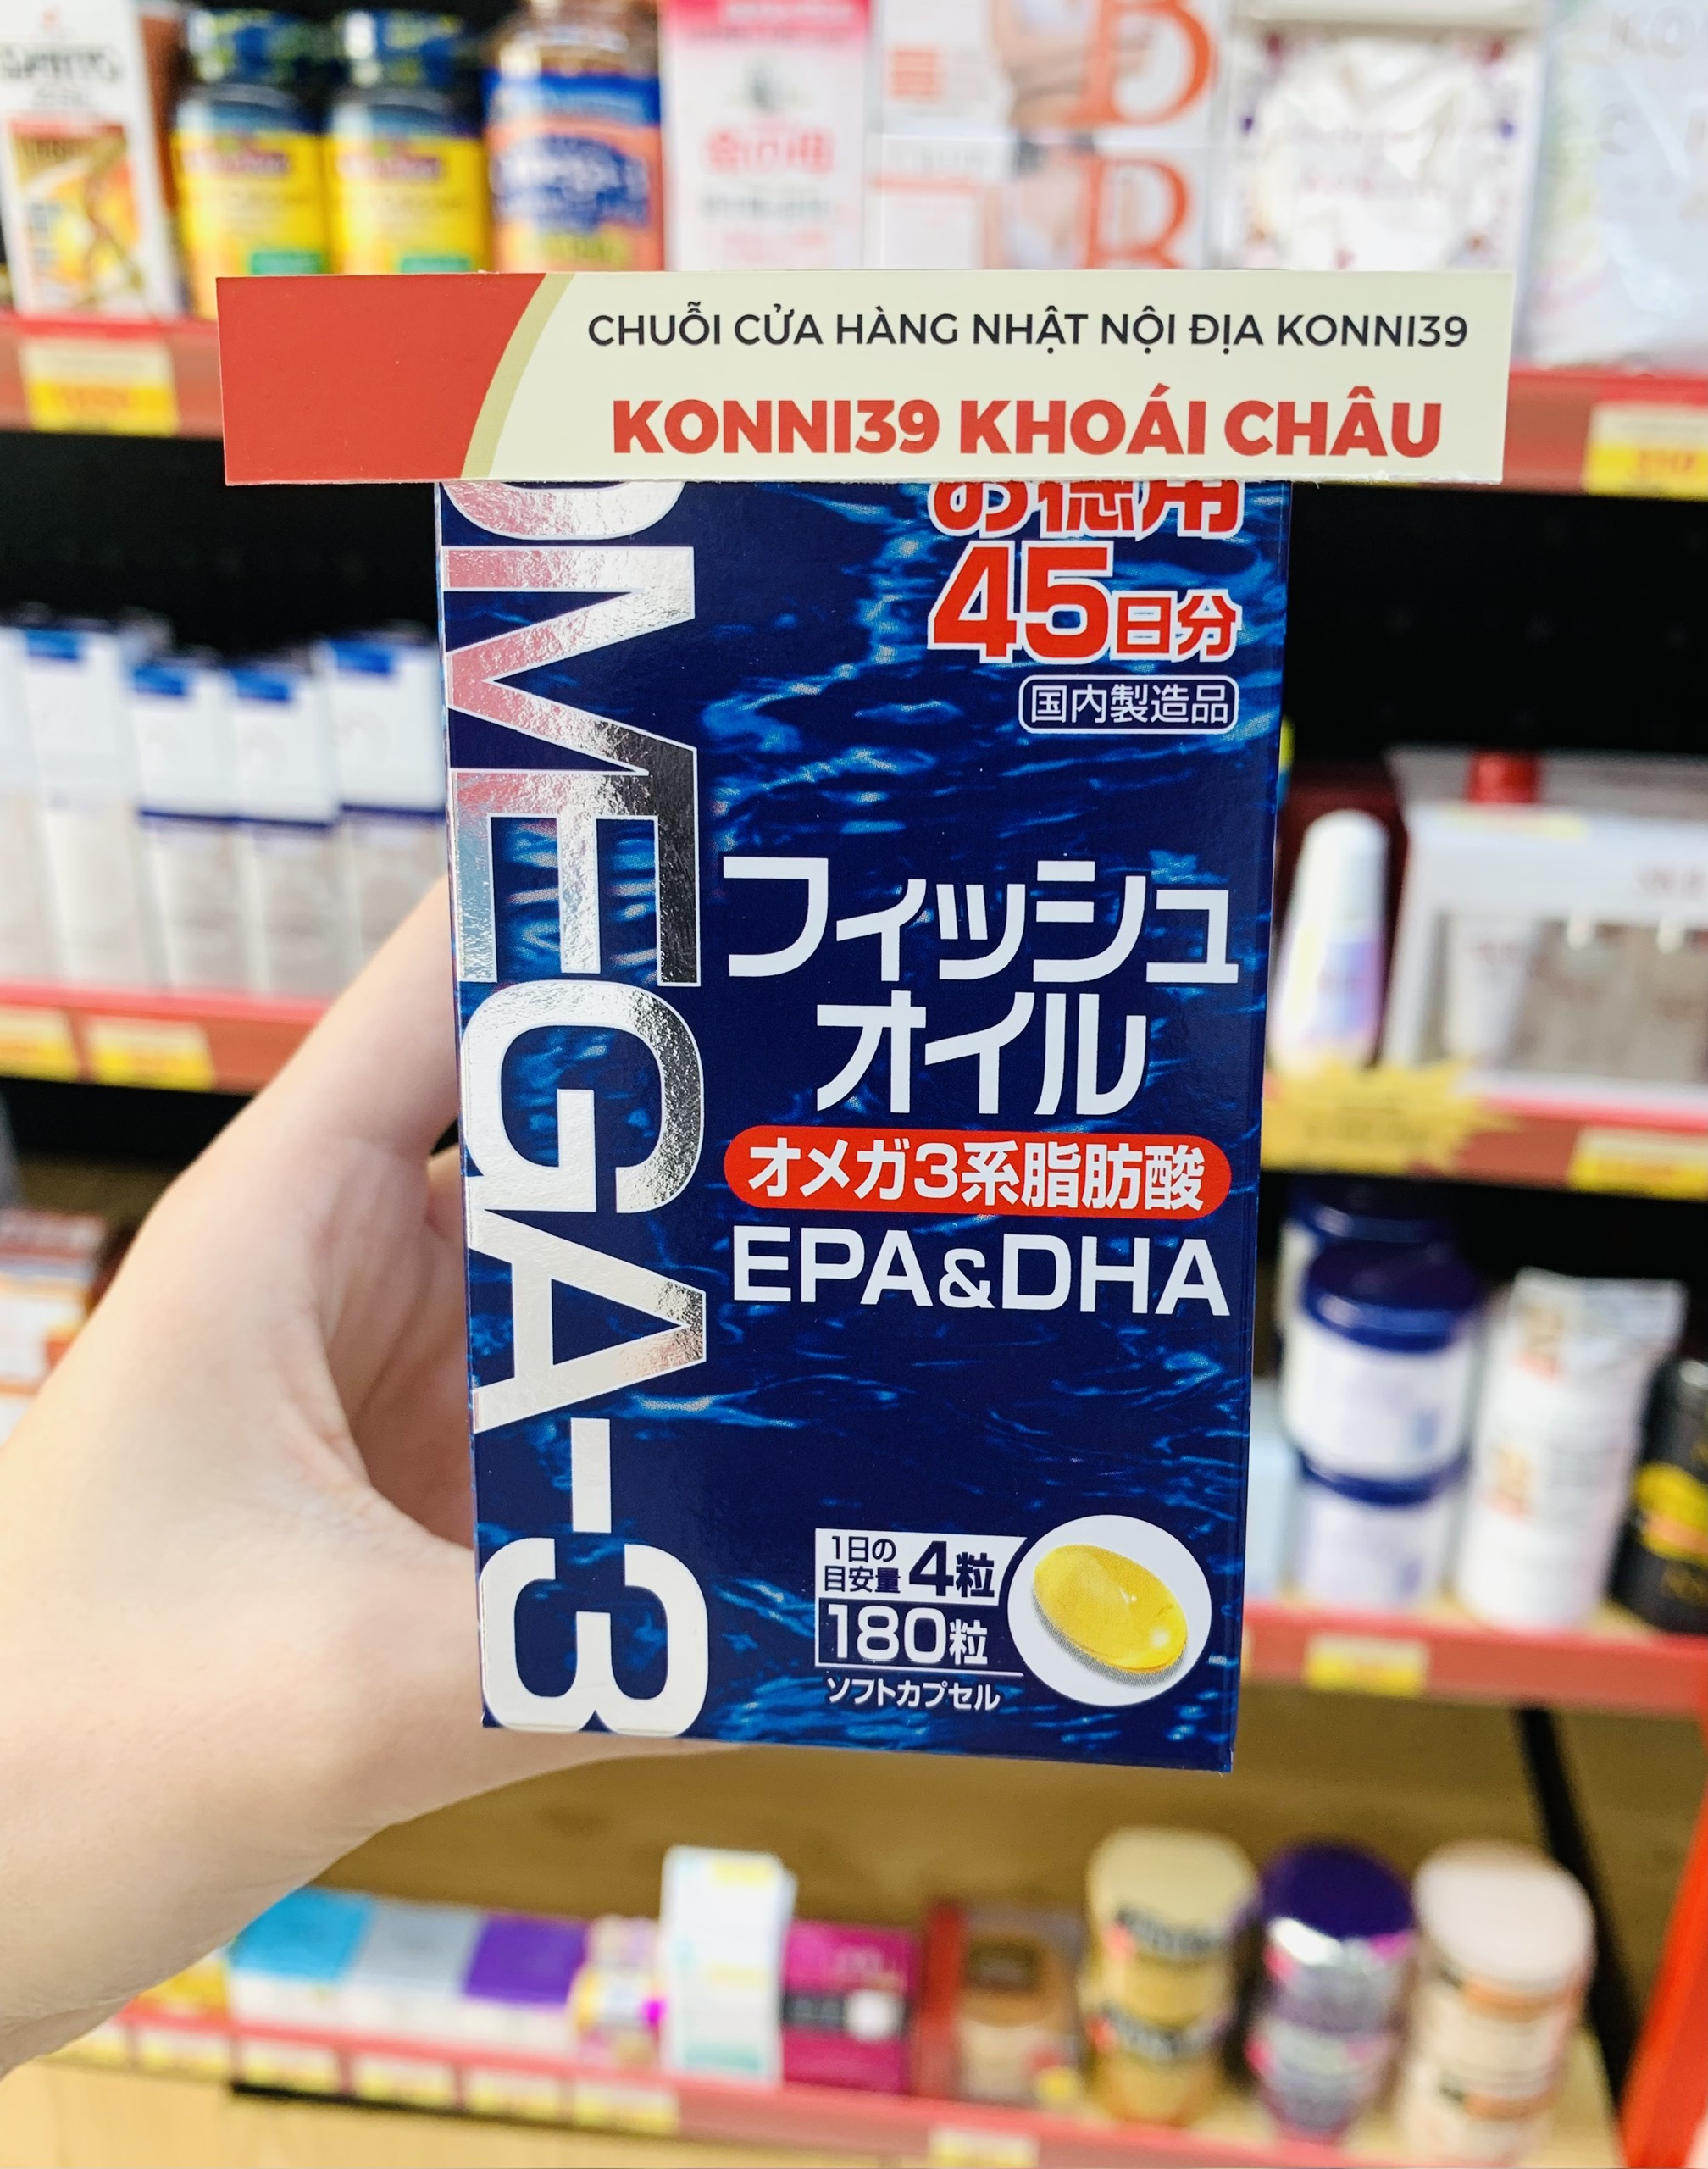 CHUỖI CỬA HÀNG NHẬT NỘI ĐỊA KONNI39
KONNI39 KHOÁI CHÂU
OMEGA-3
お徳用
45日分
国内製造品
フィッシュ
オイル
オメガ3系脂肪酸
EPA&DHA
1日の
目安量 4粒
180粒
ソフトカプセル